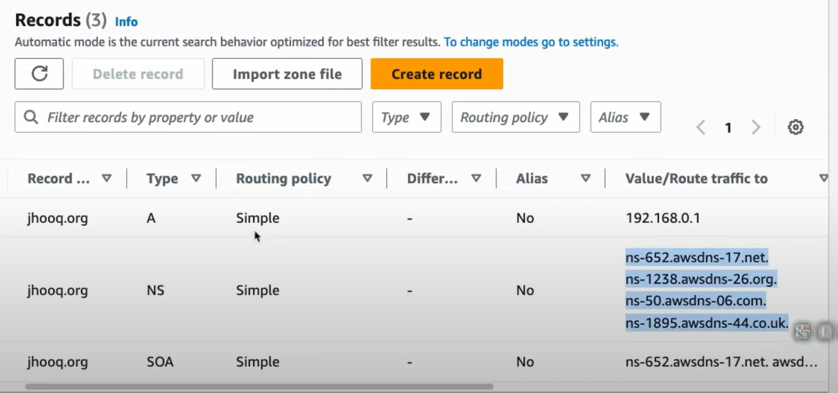 Records (3) Info
Automatic mode is the current search behavior optimized for best filter results. To change modes go to settings.
Delete record Import zone file Create record
Filter records by property or value Type Routing policy Alias 1
Record ... Type Routing policy Differ... Alias Value/Route traffic to
jhooq.org A Simple - No 192.168.0.1
ns-652.awsdns-17.net.
ns-1238.awsdns-26.org.
jhooq.org NS Simple - No
ns-50.awsdns-06.com.
ns-1895.awsdns-44.co.uk.
jhooq.org SOA Simple - No ns-652.awsdns-17.net. awsd...